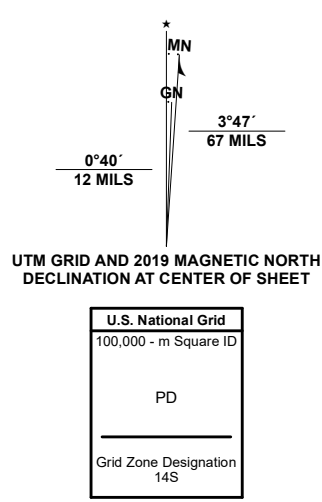 ★
MN
GN
3°47´
67 MILS
0°40´
12 MILS
UTM GRID AND 2019 MAGNETIC NORTH
DECLINATION AT CENTER OF SHEET
U.S. National Grid
100,000 - m Square ID
PD
Grid Zone Designation
14S